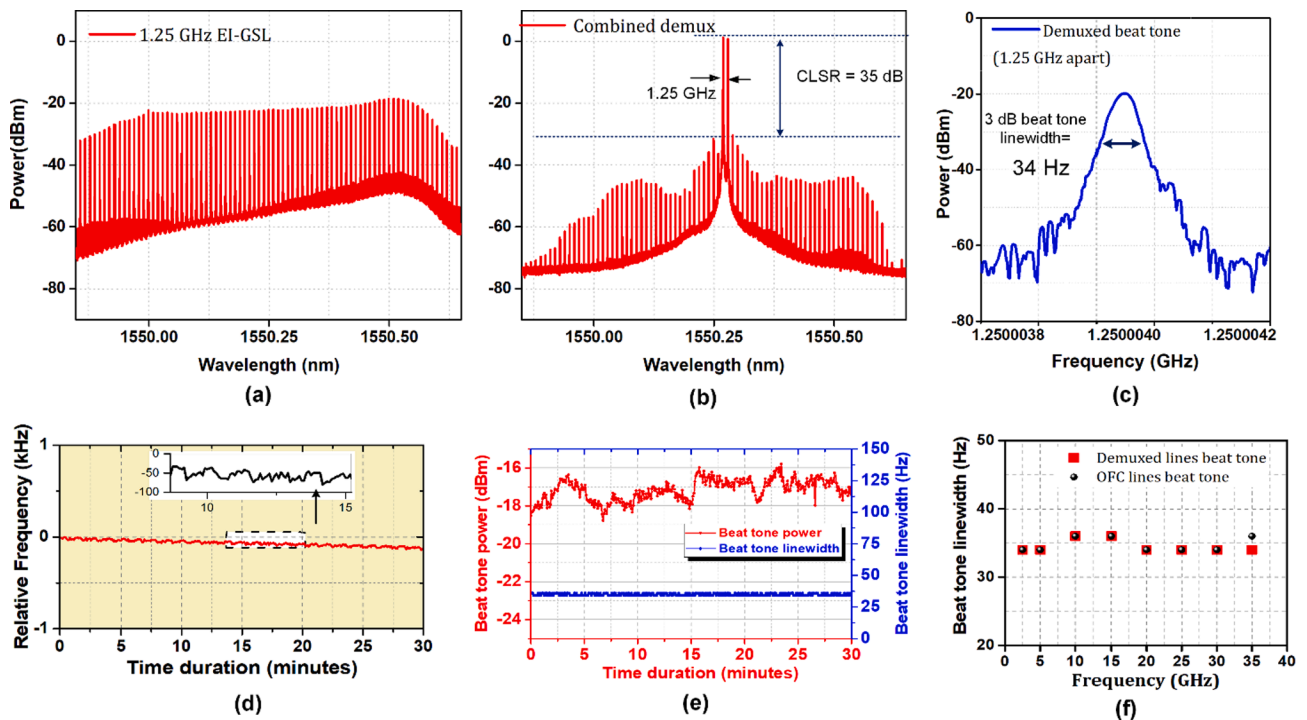 1.25 GHz EI-GSL
0
-20
-40
-60
-80
Power(dBm)
1550.00
1550.25
1550.50
Wavelength (nm)
(a)
Combined demux
0
-20
-40
-60
-80
CLSR = 35 dB
1.25 GHz
1550.00
1550.25
1550.50
Wavelength (nm)
(b)
Demuxed beat tone
(1.25 GHz apart)
0
-20
-40
-60
-80
Power (dBm)
3 dB beat tone
linewidth=
34 Hz
1.2500038
1.2500040
1.2500042
Frequency (GHz)
(c)
1
0
-1
Relative Frequency (kHz)
0
-50
-100
10
15
0
5
10
15
20
25
30
Time duration (minutes)
(d)
-16
-18
-20
-22
-24
Beat tone power (dBm)
150
125
100
75
50
25
0
Beat tone linewidth (Hz)
Beat tone power
Beat tone linewidth
0
5
10
15
20
25
30
Time duration (minutes)
(e)
50
40
30
20
Beat tone linewidth (Hz)
Demuxed lines beat tone
OFC lines beat tone
0
5
10
15
20
25
30
35
40
Frequency (GHz)
(f)